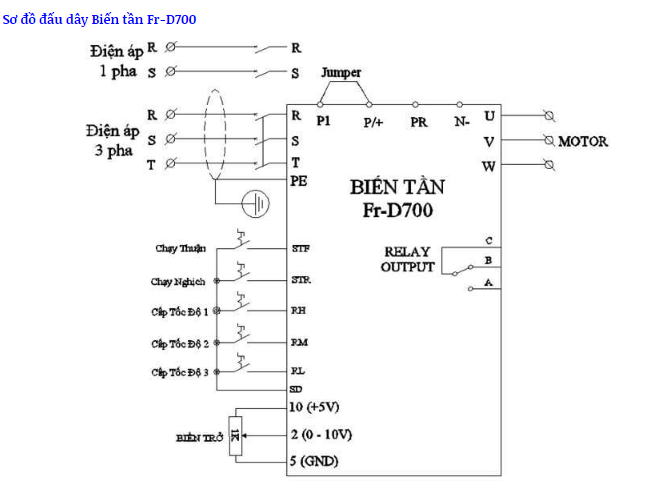 Sơ đồ đấu dây Biến tần Fr-D700
Điện áp
1 pha
R
R
S
S
Jumper
Điện áp
3 pha
R
R
S
S
T
T
PE
P1
P/+
PR
N-
U
V
W
MOTOR
BIẾN TẦN
Fr-D700
RELAY
OUTPUT
C
B
A
Chạy Thuận
STF
Chạy Nghịch
STR
Cấp Tốc Độ 1
RH
Cấp Tốc Độ 2
RM
Cấp Tốc Độ 3
RL
SD
10 (+5V)
BIẾN TRỞ
1K
2 (0 - 10V)
5 (GND)